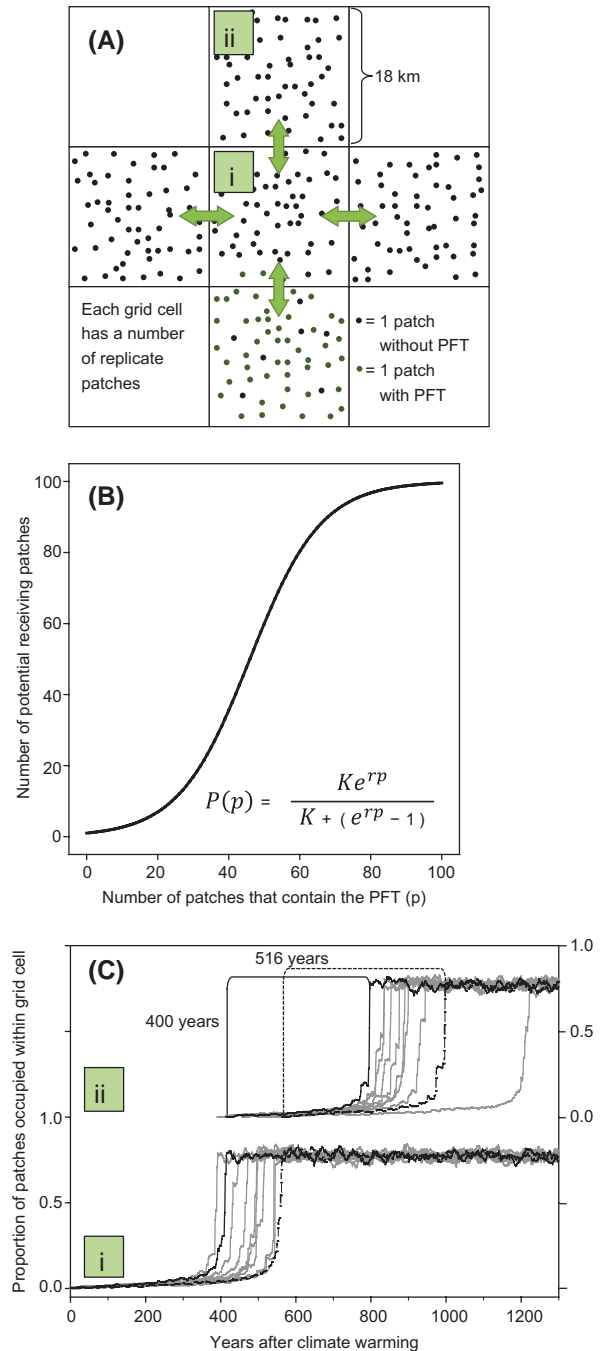 (A)
ii
18 km
i
Each grid cell
has a number
of replicate
patches
= 1 patch
without PFT
= 1 patch
with PFT
(B)
Number of potential receiving patches
100
80
60
40
20
0
P(p) = Ke^{rp} / K + (e^{rp} − 1)
0 20 40 60 80 100
Number of patches that contain the PFT (p)
(C)
Proportion of patches occupied within grid cell
516 years
400 years
ii
1.0
0.5
0.0
1.0
0.5
0.0
i
0 200 400 600 800 1000 1200
Years after climate warming